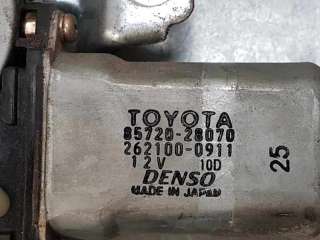 TOYOTA
85720-28070
262100-0911
12V 10D
DENSO
MADE IN JAPAN
25